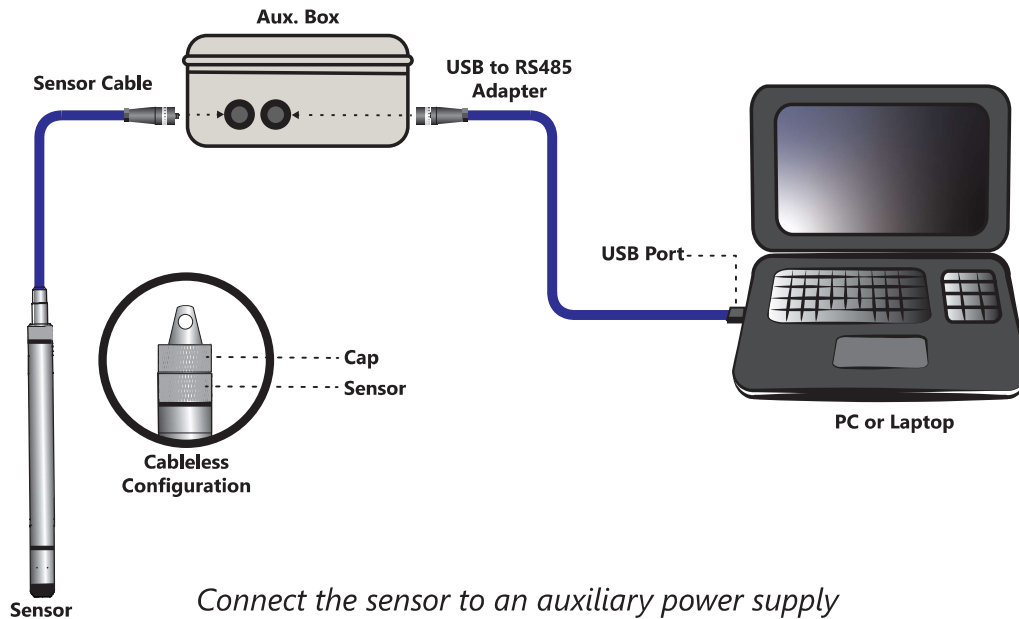 Aux. Box
Sensor Cable
USB to RS485
Adapter
USB Port
Cap
Sensor
PC or Laptop
Cableless
Configuration
Sensor
Connect the sensor to an auxiliary power supply